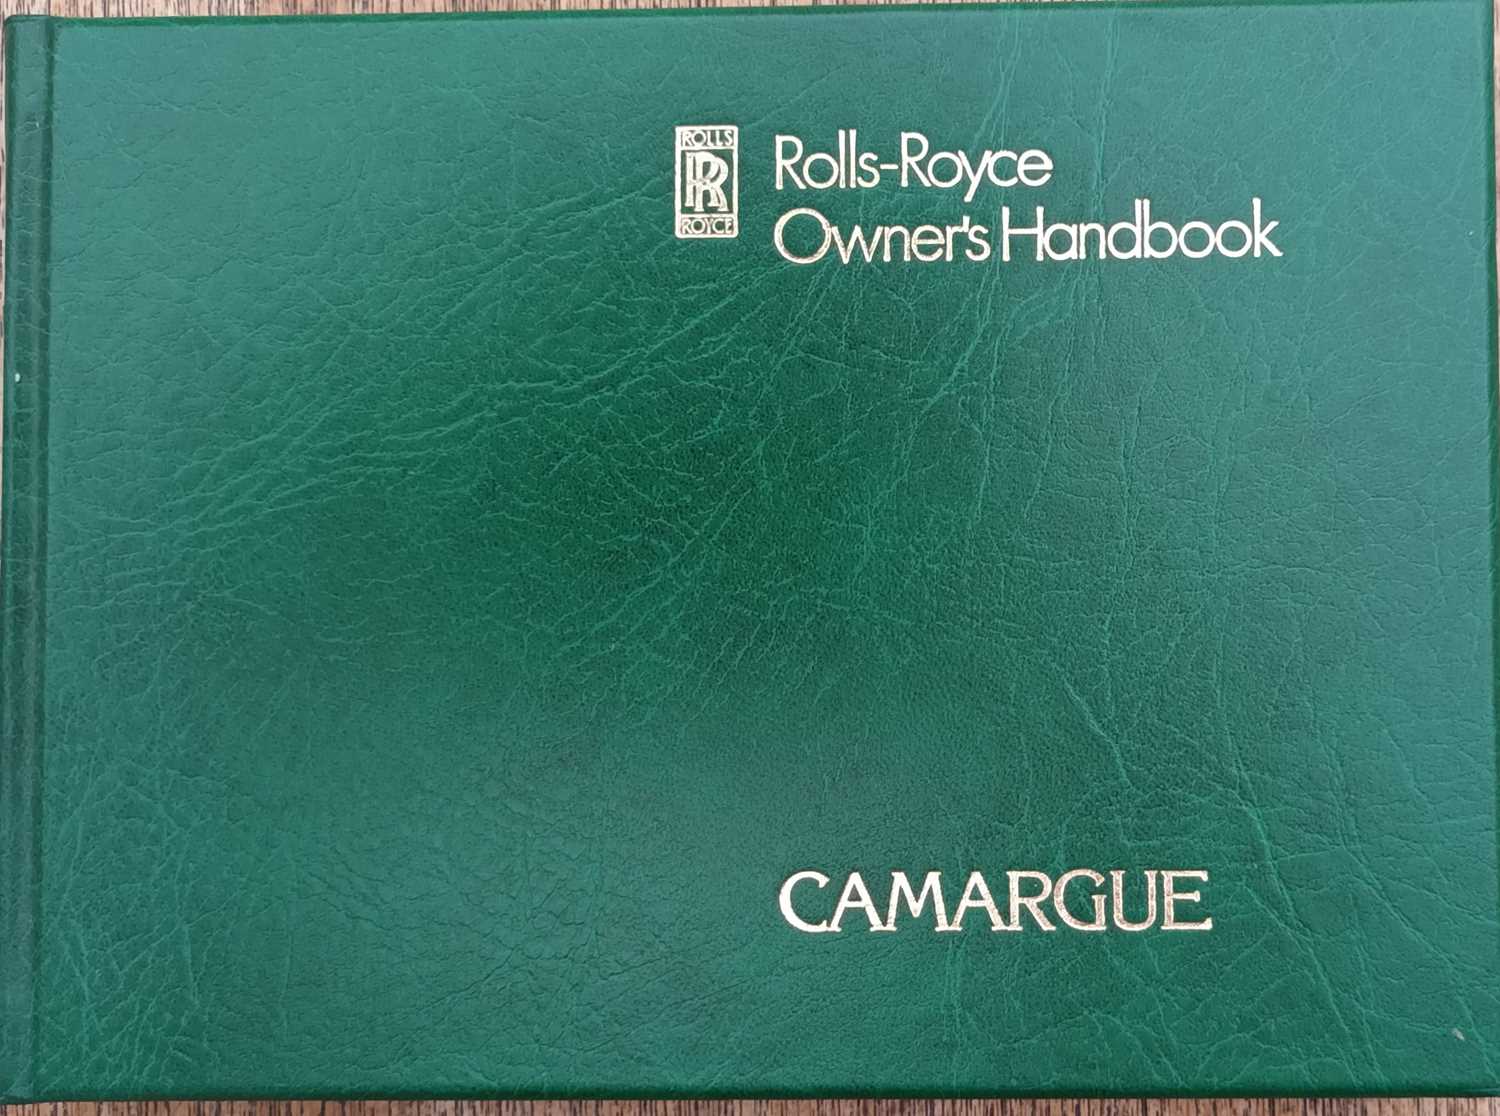 ROLLS
RR
ROYCE
Rolls-Royce
Owner's Handbook
CAMARGUE